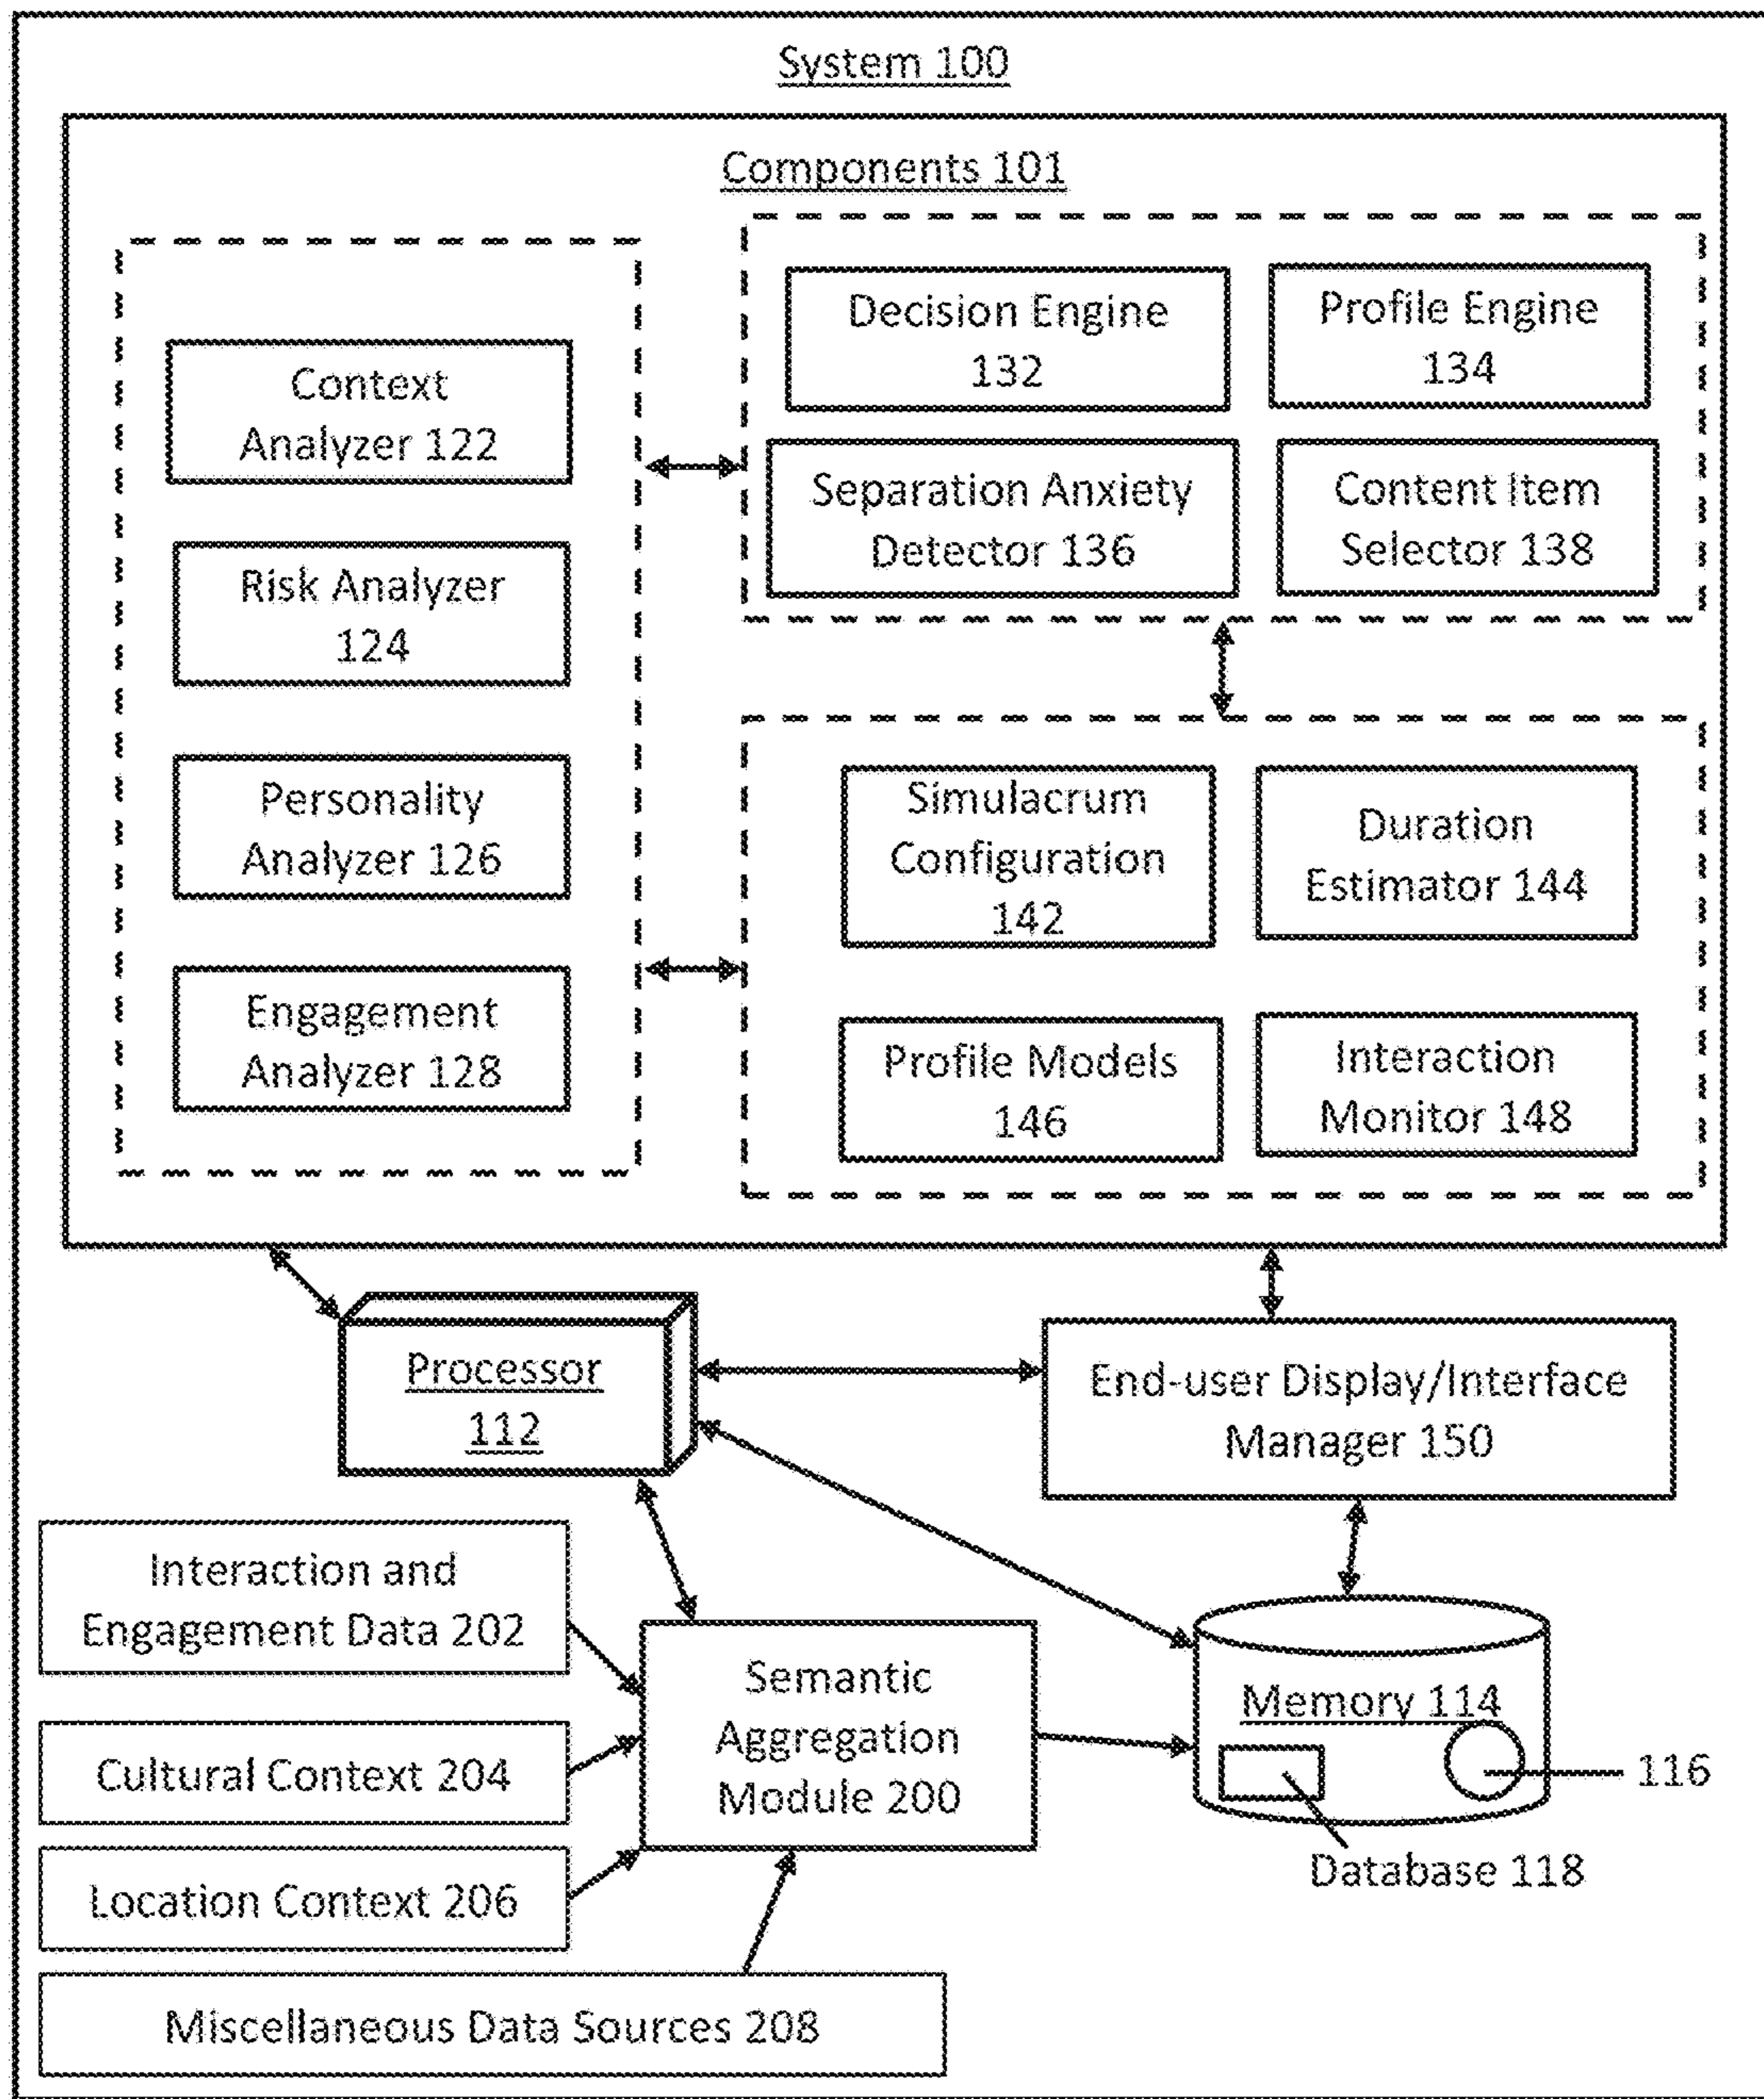 System 100
Components 101
Context
Analyzer 122
Risk Analyzer
124
Personality
Analyzer 126
Engagement
Analyzer 128
Decision Engine
132
Profile Engine
134
Separation Anxiety
Detector 136
Content Item
Selector 138
Simulacrum
Configuration
142
Duration
Estimator 144
Profile Models
146
Interaction
Monitor 148
Processor
112
End-user Display/Interface
Manager 150
Interaction and
Engagement Data 202
Cultural Context 204
Location Context 206
Miscellaneous Data Sources 208
Semantic
Aggregation
Module 200
Memory 114
116
Database 118